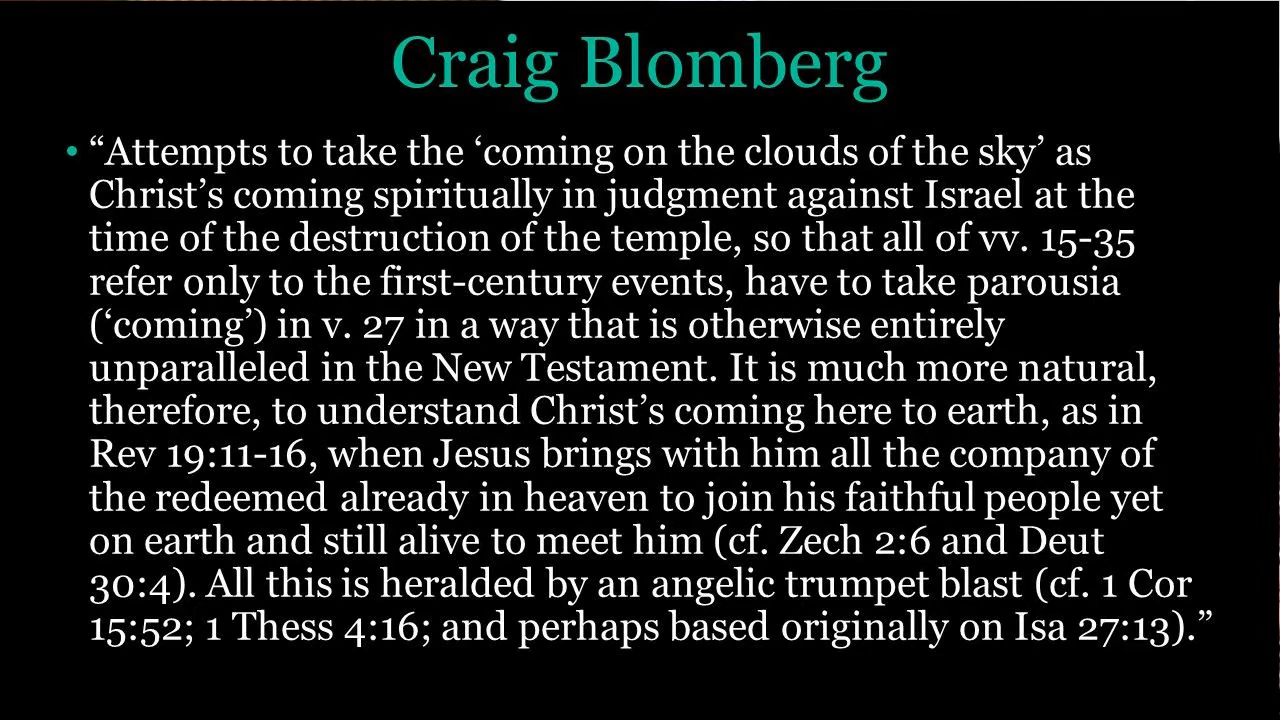 Craig Blomberg
• “Attempts to take the ‘coming on the clouds of the sky’ as
Christ’s coming spiritually in judgment against Israel at the
time of the destruction of the temple, so that all of vv. 15-35
refer only to the first-century events, have to take parousia
(‘coming’) in v. 27 in a way that is otherwise entirely
unparalleled in the New Testament. It is much more natural,
therefore, to understand Christ’s coming here to earth, as in
Rev 19:11-16, when Jesus brings with him all the company of
the redeemed already in heaven to join his faithful people yet
on earth and still alive to meet him (cf. Zech 2:6 and Deut
30:4). All this is heralded by an angelic trumpet blast (cf. 1 Cor
15:52; 1 Thess 4:16; and perhaps based originally on Isa 27:13).”